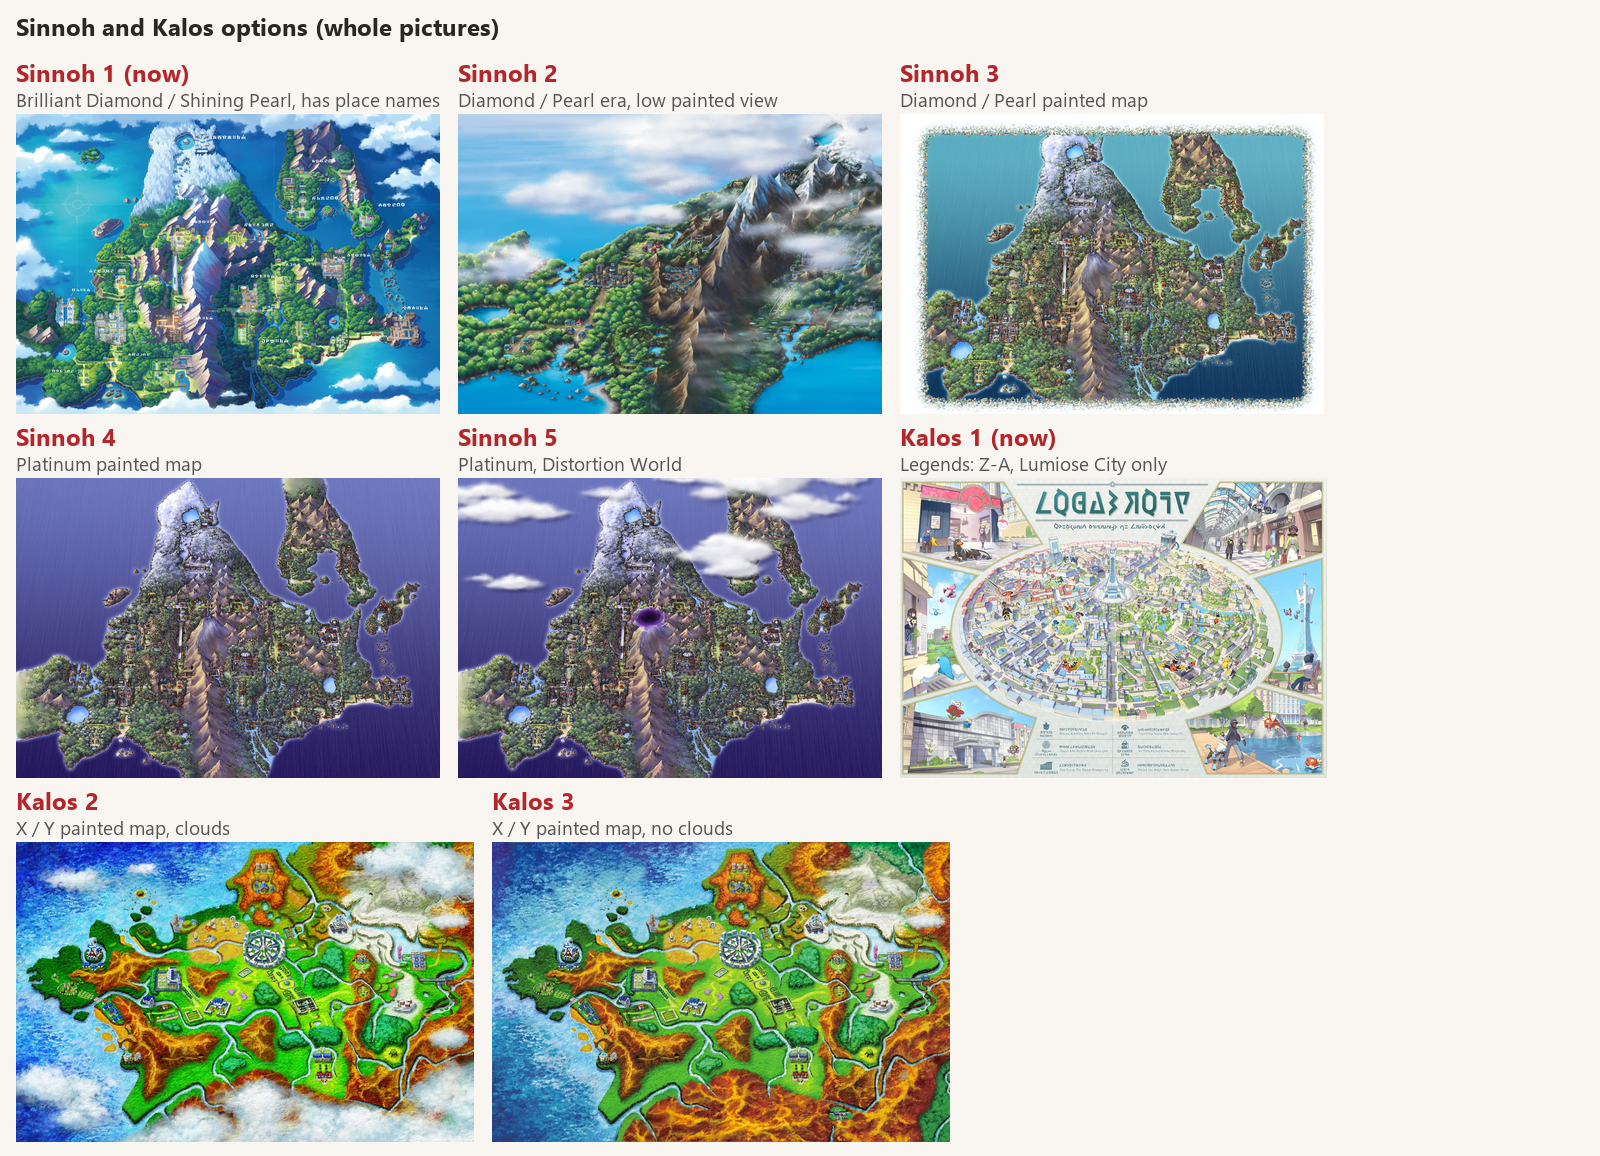 Sinnoh and Kalos options (whole pictures)
Sinnoh 1 (now)
Brilliant Diamond / Shining Pearl, has place names
Sinnoh 2
Diamond / Pearl era, low painted view
Sinnoh 3
Diamond / Pearl painted map
Sinnoh 4
Platinum painted map
Sinnoh 5
Platinum, Distortion World
Kalos 1 (now)
Legends: Z-A, Lumiose City only
Kalos 2
X / Y painted map, clouds
Kalos 3
X / Y painted map, no clouds